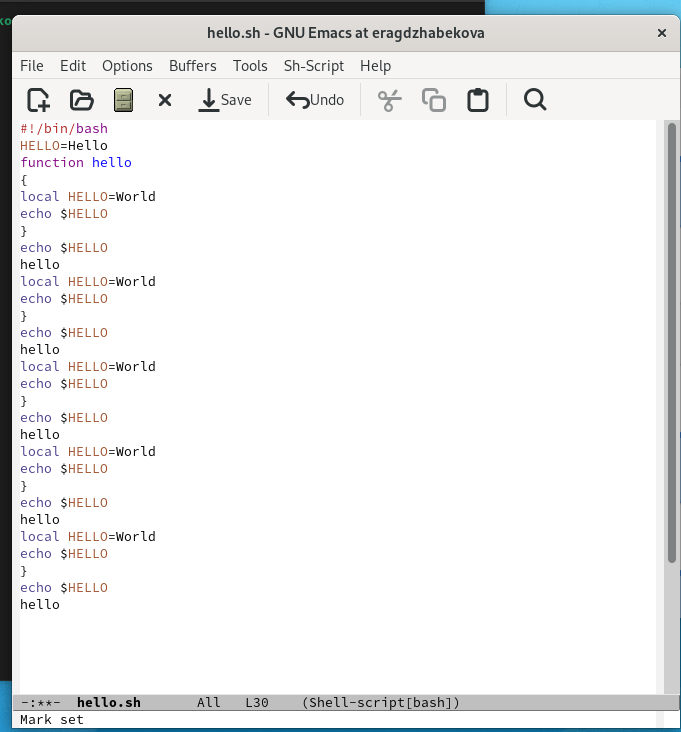 ko
hello.sh - GNU Emacs at eragdzhabekova
File Edit Options Buffers Tools Sh-Script Help
Save Undo
#!/bin/bash
HELLO=Hello
function hello
{
local HELLO=World
echo $HELLO
}
echo $HELLO
hello
local HELLO=World
echo $HELLO
}
echo $HELLO
hello
local HELLO=World
echo $HELLO
}
echo $HELLO
hello
local HELLO=World
echo $HELLO
}
echo $HELLO
hello
local HELLO=World
echo $HELLO
}
echo $HELLO
hello
-:**- hello.sh All L30 (Shell-script[bash])
Mark set